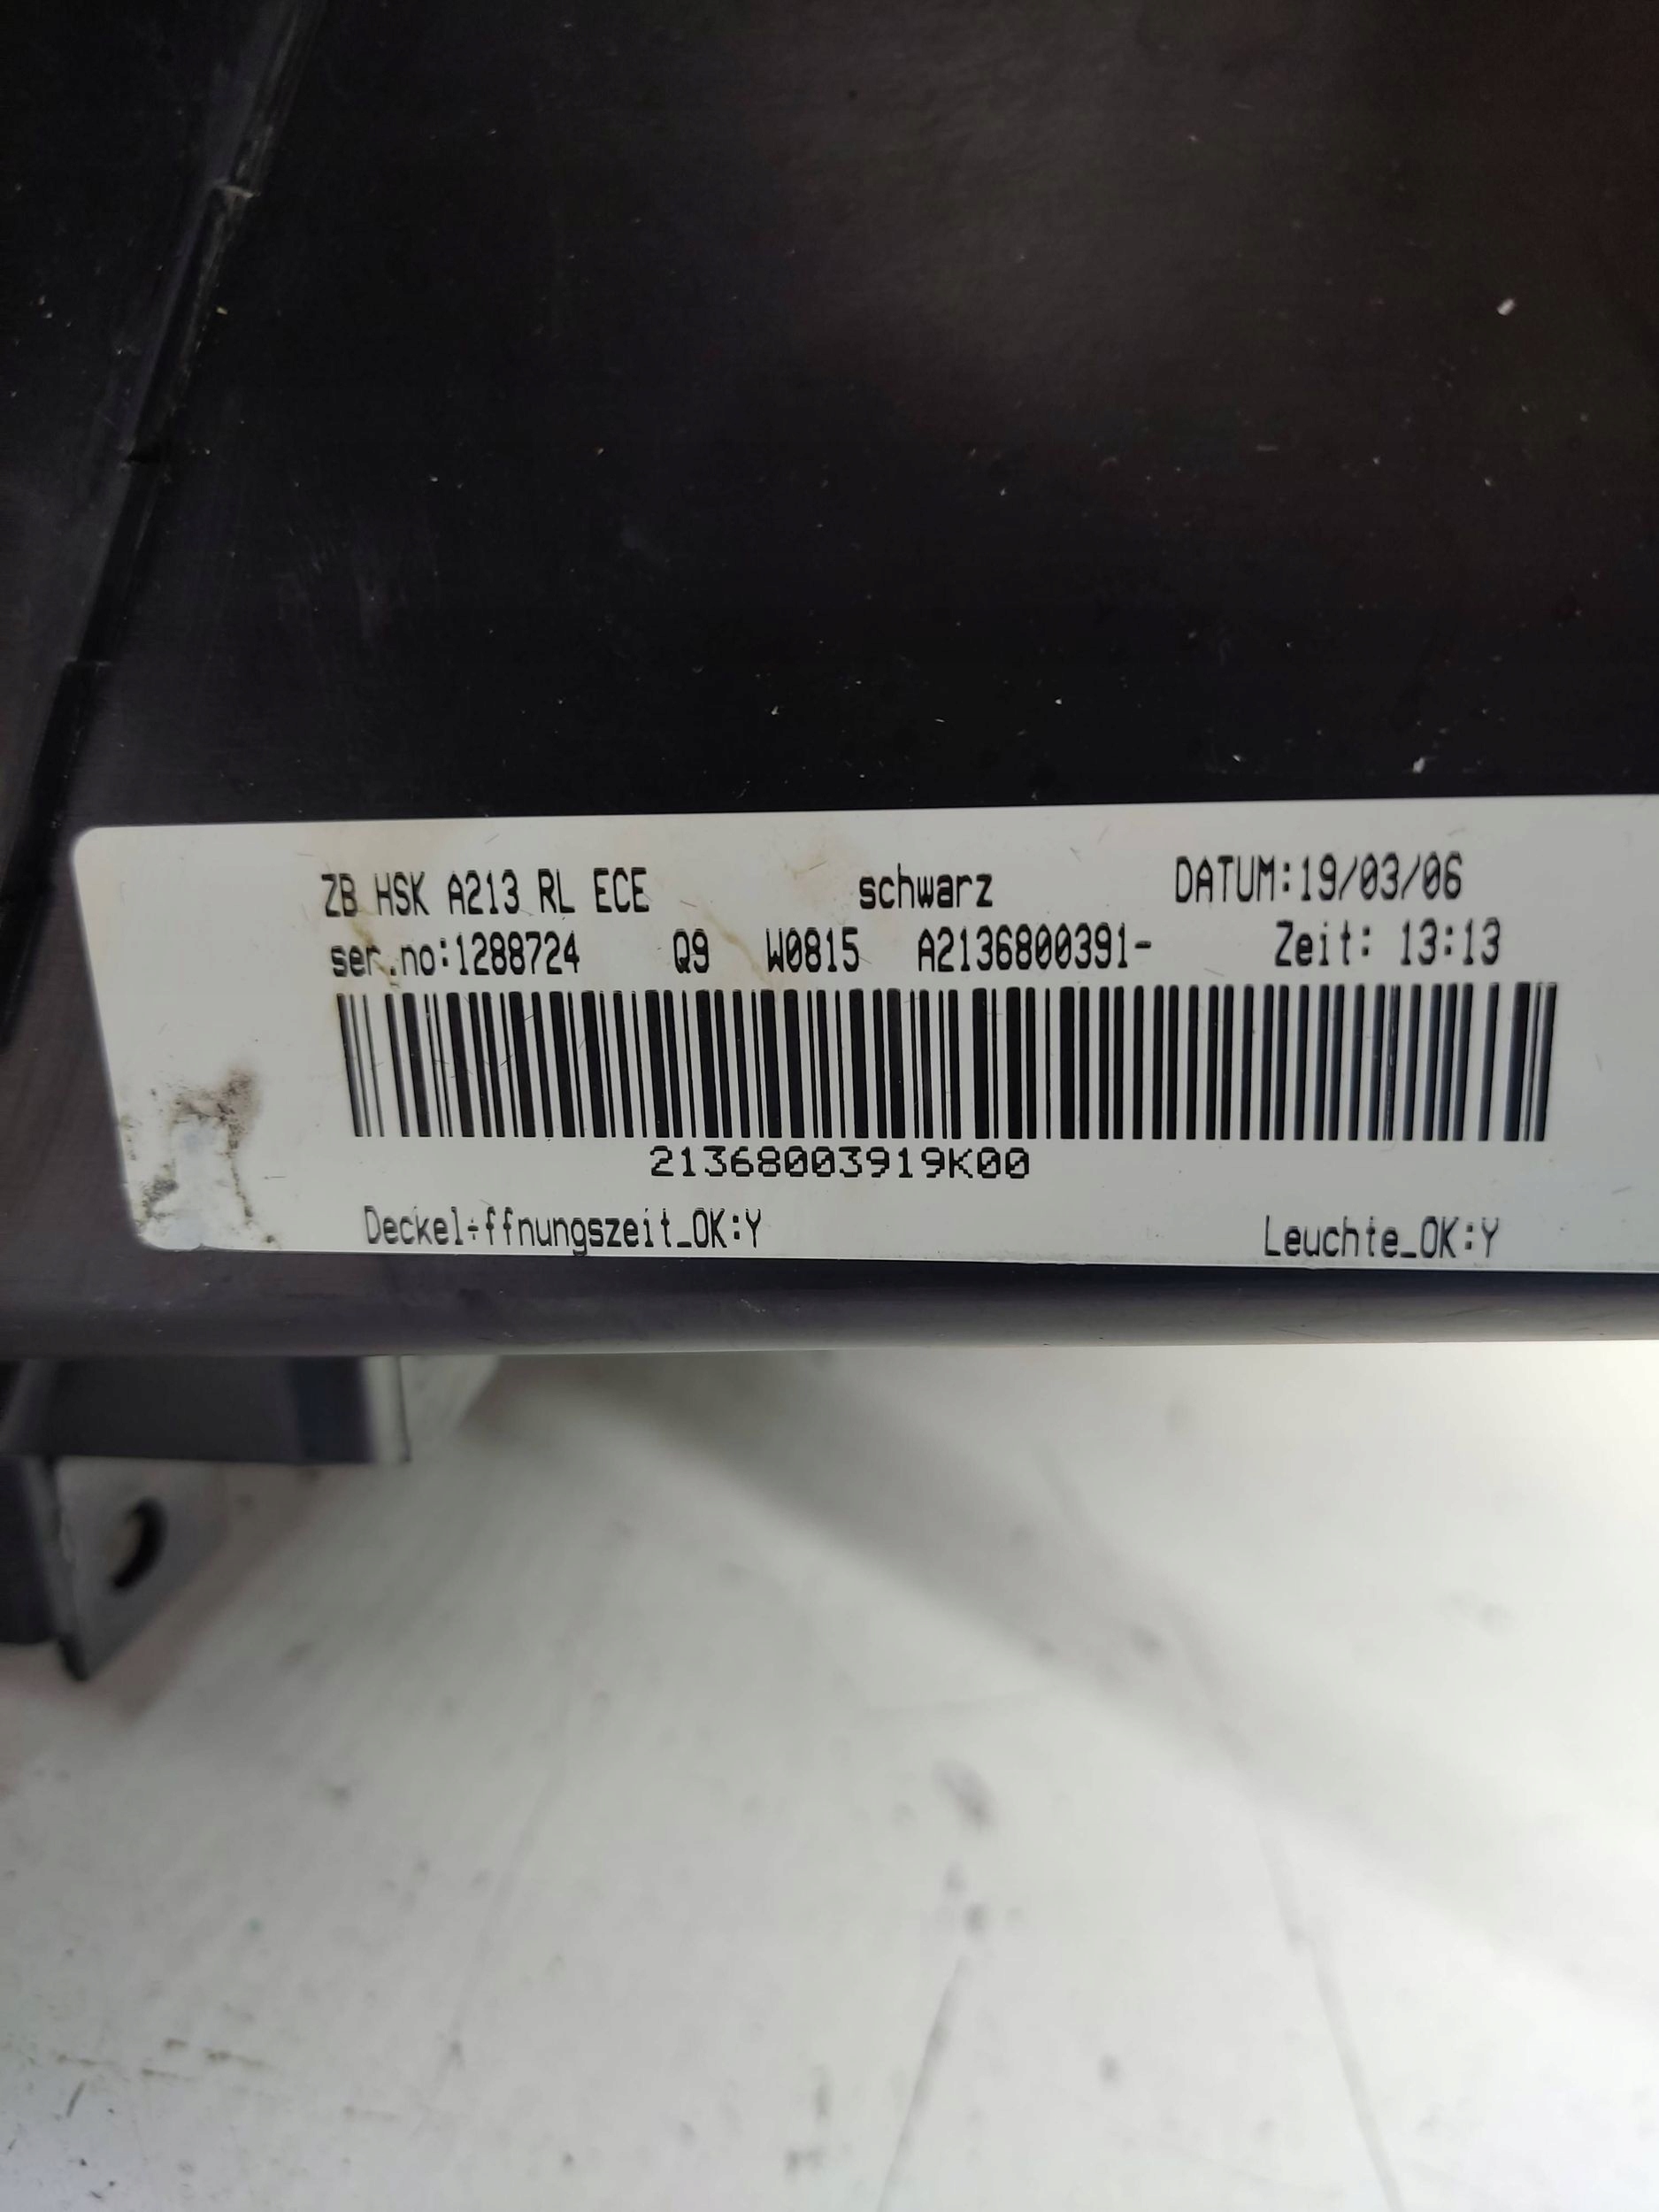 ZB HSK A213 RL ECE schwarz DATUM:19/03/06
ser.no:1288724 Q9 W0815 A2136800391- Zeit: 13:13
21368003919K00
Deckel÷ffnungszeit_OK:Y Leuchte_OK:Y